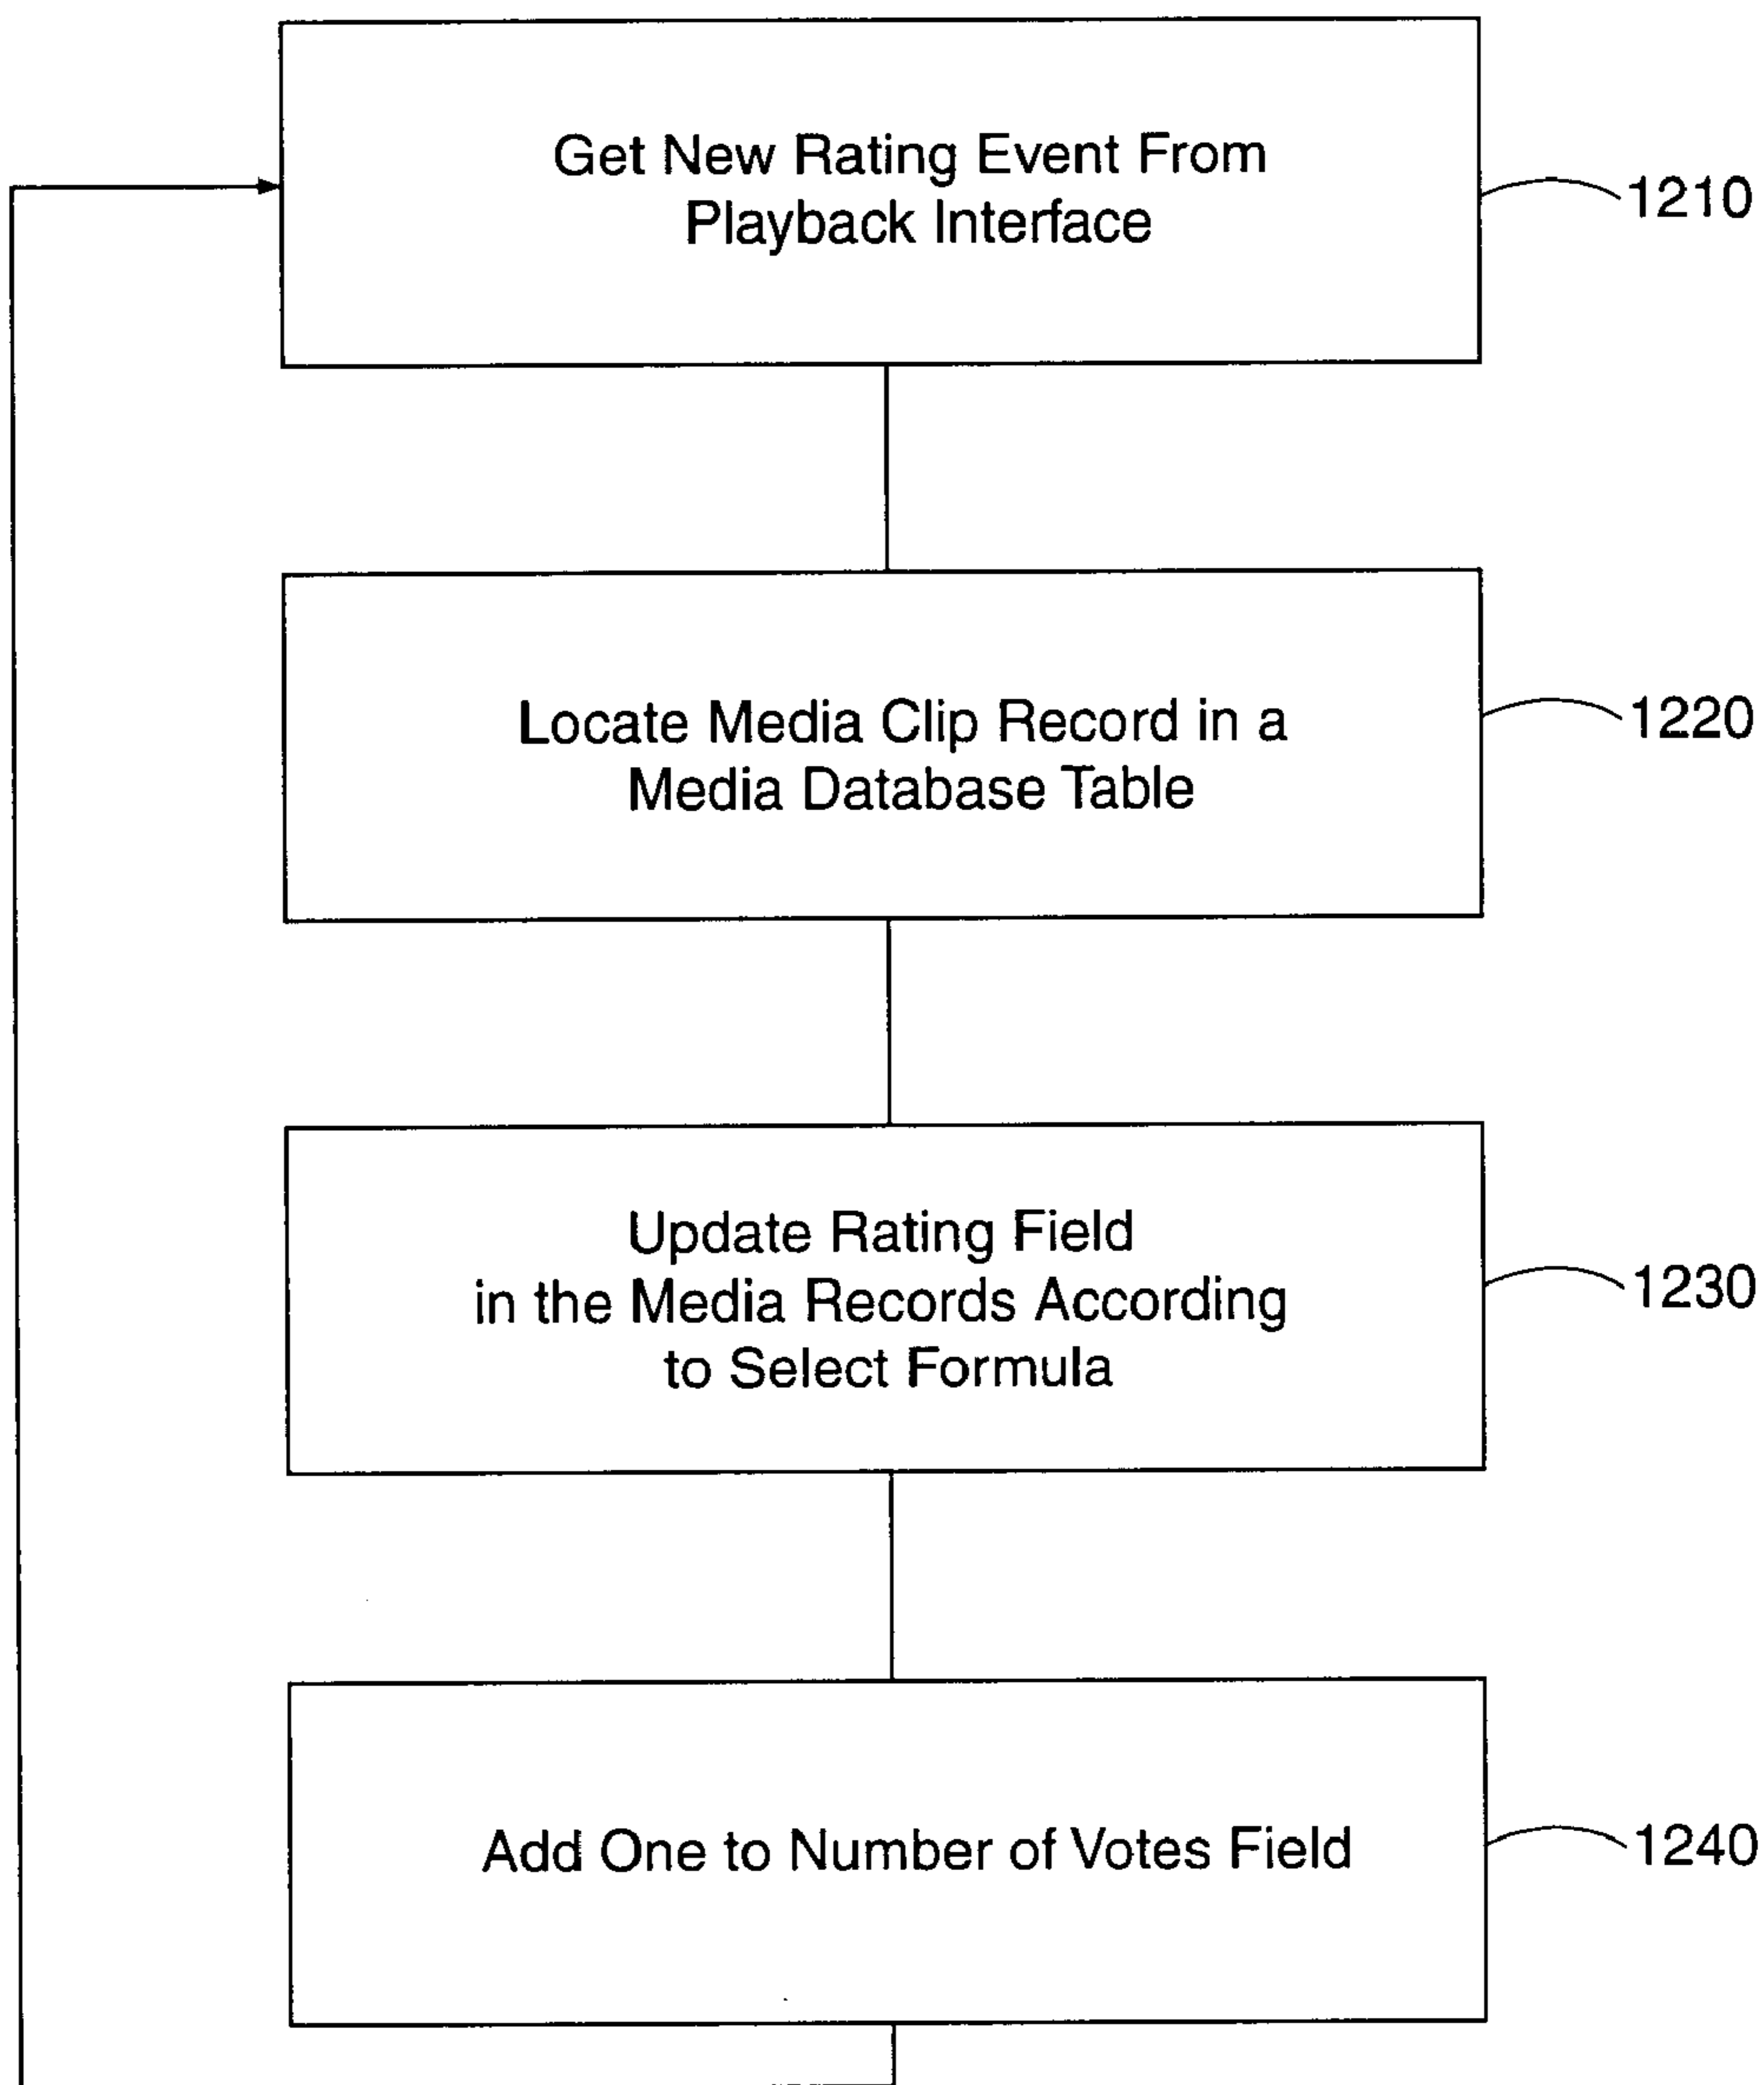 Get New Rating Event From
Playback Interface
1210
Locate Media Clip Record in a
Media Database Table
1220
Update Rating Field
in the Media Records According
to Select Formula
1230
Add One to Number of Votes Field
1240